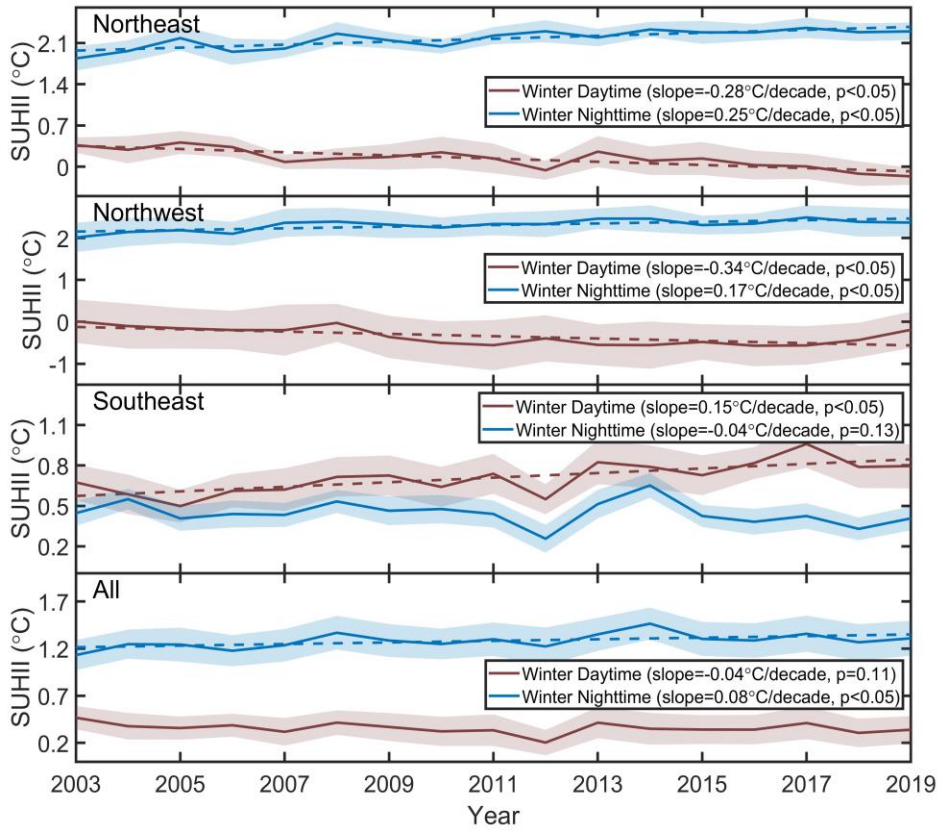 Northeast
SUHII (°C)
2.1
1.4
0.7
0
Winter Daytime (slope=-0.28°C/decade, p<0.05)
Winter Nighttime (slope=0.25°C/decade, p<0.05)
Northwest
SUHII (°C)
2
1
0
-1
Winter Daytime (slope=-0.34°C/decade, p<0.05)
Winter Nighttime (slope=0.17°C/decade, p<0.05)
Southeast
SUHII (°C)
1.1
0.8
0.5
0.2
Winter Daytime (slope=0.15°C/decade, p<0.05)
Winter Nighttime (slope=-0.04°C/decade, p=0.13)
All
SUHII (°C)
1.7
1.2
0.7
0.2
Winter Daytime (slope=-0.04°C/decade, p=0.11)
Winter Nighttime (slope=0.08°C/decade, p<0.05)
2003 2005 2007 2009 2011 2013 2015 2017 2019
Year